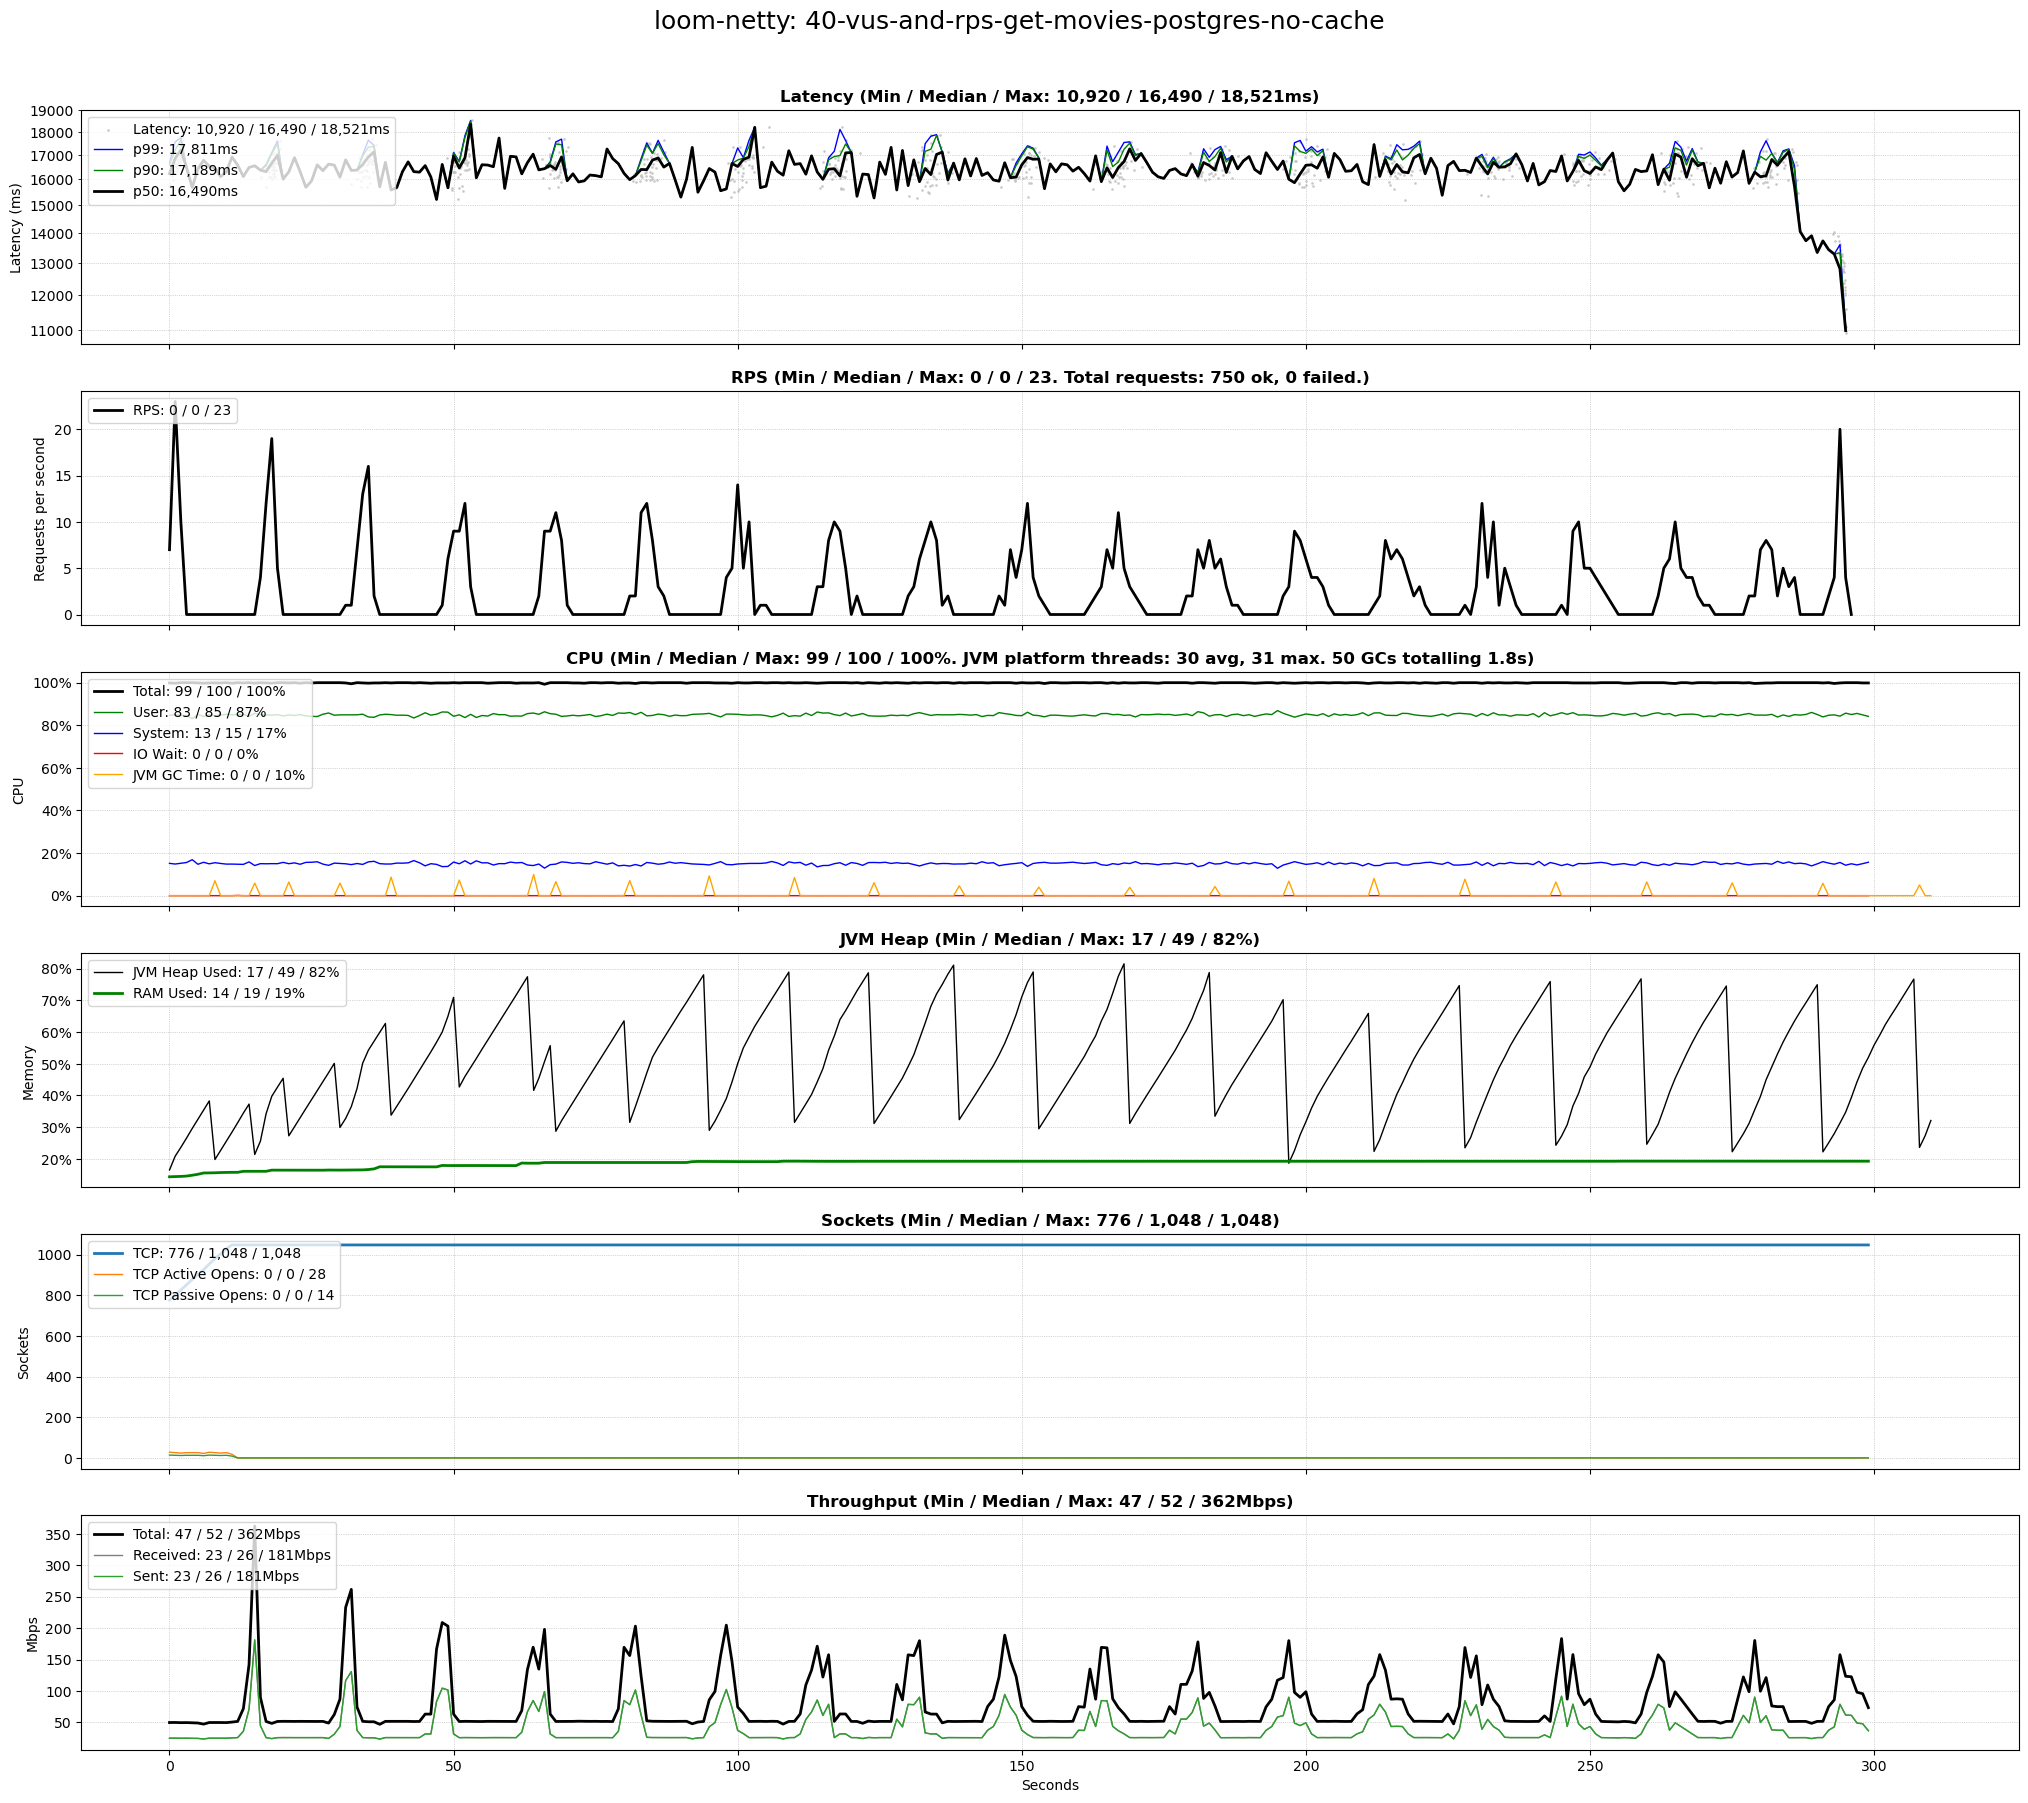 loom-netty: 40-vus-and-rps-get-movies-postgres-no-cache
Latency (Min / Median / Max: 10,920 / 16,490 / 18,521ms)
Latency (ms)
19000
18000
17000
16000
15000
14000
13000
12000
11000
Latency: 10,920 / 16,490 / 18,521ms
p99: 17,811ms
p90: 17,189ms
p50: 16,490ms
RPS (Min / Median / Max: 0 / 0 / 23. Total requests: 750 ok, 0 failed.)
Requests per second
20
15
10
5
0
RPS: 0 / 0 / 23
CPU (Min / Median / Max: 99 / 100 / 100%. JVM platform threads: 30 avg, 31 max. 50 GCs totalling 1.8s)
CPU
100%
80%
60%
40%
20%
0%
Total: 99 / 100 / 100%
User: 83 / 85 / 87%
System: 13 / 15 / 17%
IO Wait: 0 / 0 / 0%
JVM GC Time: 0 / 0 / 10%
JVM Heap (Min / Median / Max: 17 / 49 / 82%)
Memory
80%
70%
60%
50%
40%
30%
20%
JVM Heap Used: 17 / 49 / 82%
RAM Used: 14 / 19 / 19%
Sockets (Min / Median / Max: 776 / 1,048 / 1,048)
Sockets
1000
800
600
400
200
0
TCP: 776 / 1,048 / 1,048
TCP Active Opens: 0 / 0 / 28
TCP Passive Opens: 0 / 0 / 14
Throughput (Min / Median / Max: 47 / 52 / 362Mbps)
Mbps
350
300
250
200
150
100
50
Total: 47 / 52 / 362Mbps
Received: 23 / 26 / 181Mbps
Sent: 23 / 26 / 181Mbps
0 50 100 150 200 250 300
Seconds